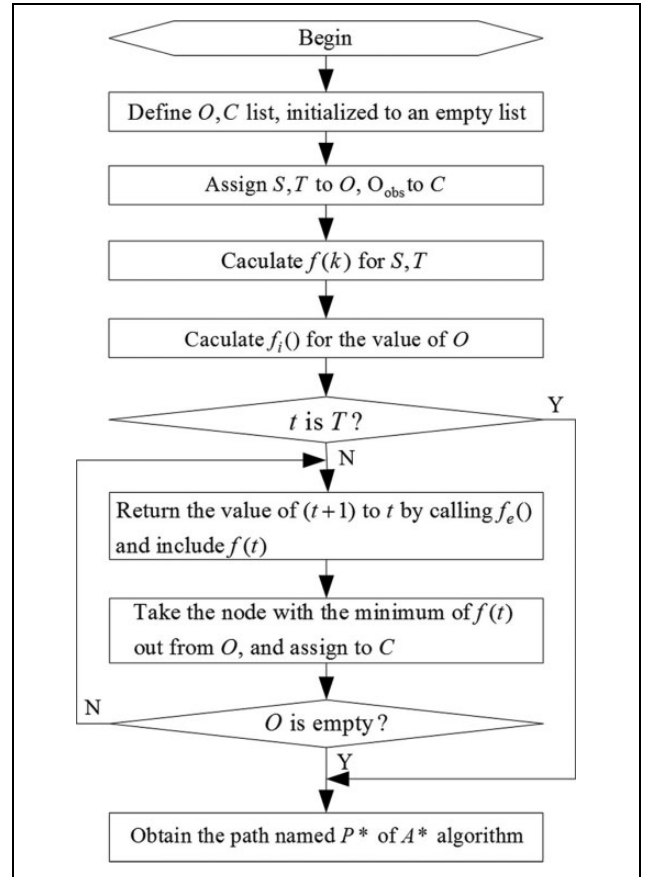 Begin
Define O,C list, initialized to an empty list
Assign S,T to O, O_obs to C
Caculate f(k) for S,T
Caculate f_i() for the value of O
t is T?
Y
N
Return the value of (t+1) to t by calling f_e()
and include f(t)
Take the node with the minimum of f(t)
out from O, and assign to C
N
O is empty?
Y
Obtain the path named P* of A* algorithm